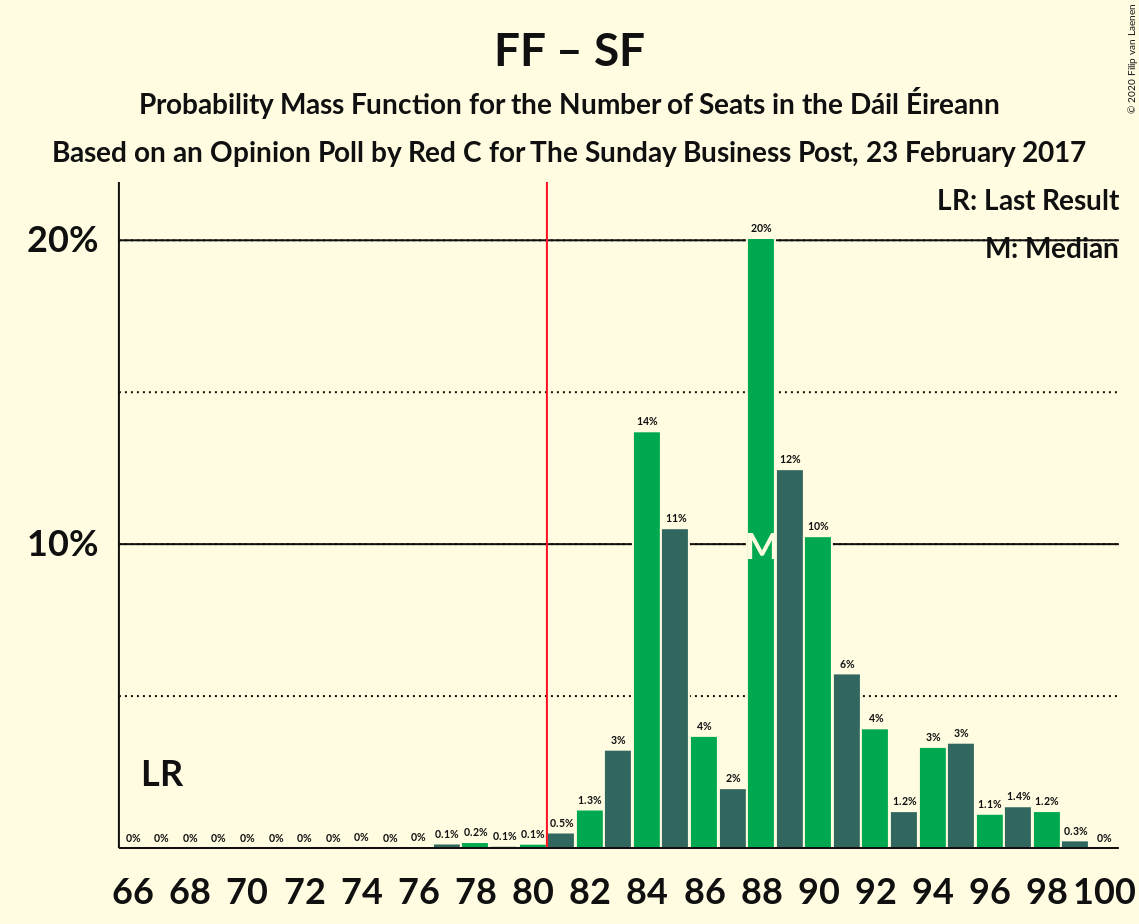 FF – SF
Probability Mass Function for the Number of Seats in the Dáil Éireann
Based on an Opinion Poll by Red C for The Sunday Business Post, 23 February 2017
© 2020 Filip van Laenen
LR: Last Result
M: Median
20%
10%
LR
M
0% 0% 0% 0% 0% 0% 0% 0% 0% 0% 0% 0.1% 0.2% 0.1% 0.1% 0.5% 1.3% 3% 14% 11% 4% 2% 20% 12% 10% 6% 4% 1.2% 3% 3% 1.1% 1.4% 1.2% 0.3% 0%
66 68 70 72 74 76 78 80 82 84 86 88 90 92 94 96 98 100